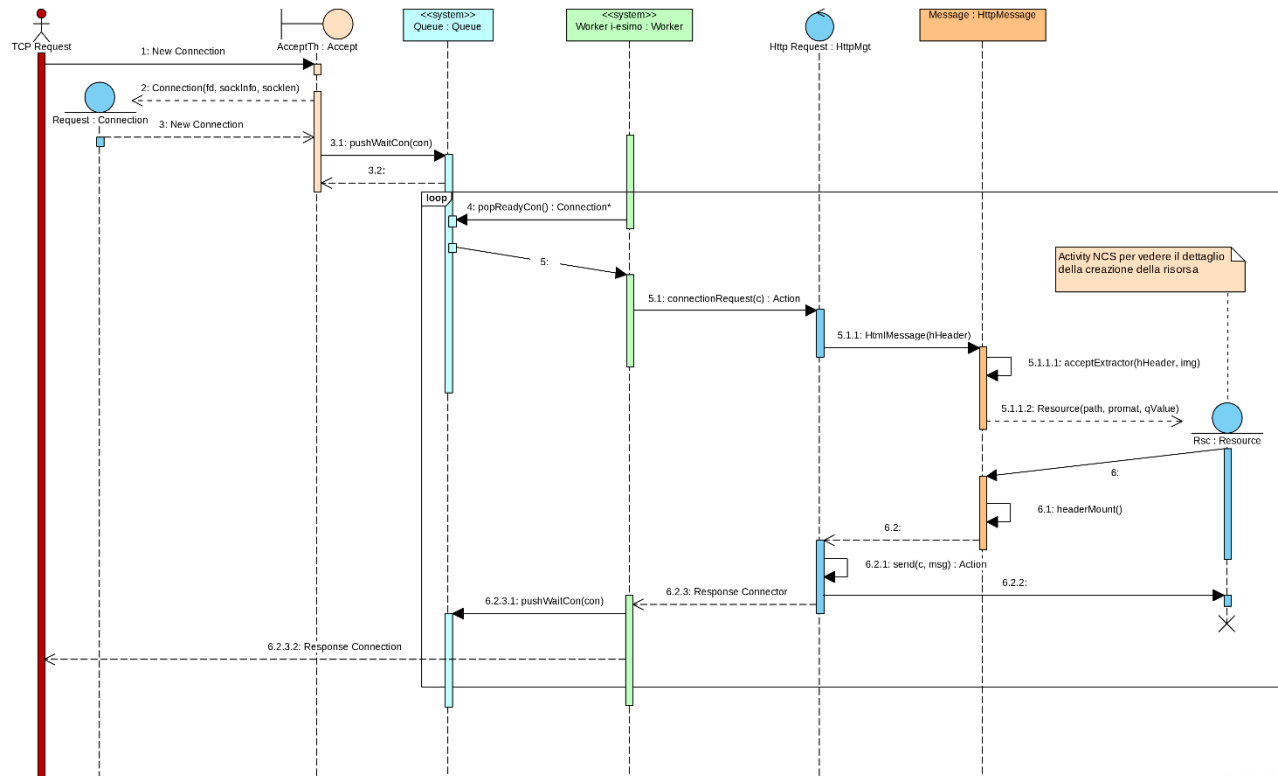 <<system>>
Queue : Queue
<<system>>
Worker i-esimo : Worker
Message : HttpMessage
TCP Request
AcceptTh : Accept
Http Request : HttpMgt
1: New Connection
2: Connection(fd, sockInfo, socklen)
Request : Connection
3: New Connection
3.1: pushWaitCon(con)
3.2:
loop
4: popReadyCon() : Connection*
5:
Activity NCS per vedere il dettaglio
della creazione della risorsa
5.1: connectionRequest(c) : Action
5.1.1: HtmlMessage(hHeader)
5.1.1.1: acceptExtractor(hHeader, img)
5.1.1.2: Resource(path, promat, qValue)
Rsc : Resource
6:
6.1: headerMount()
6.2:
6.2.1: send(c, msg) : Action
6.2.2:
6.2.3: Response Connector
6.2.3.1: pushWaitCon(con)
6.2.3.2: Response Connection